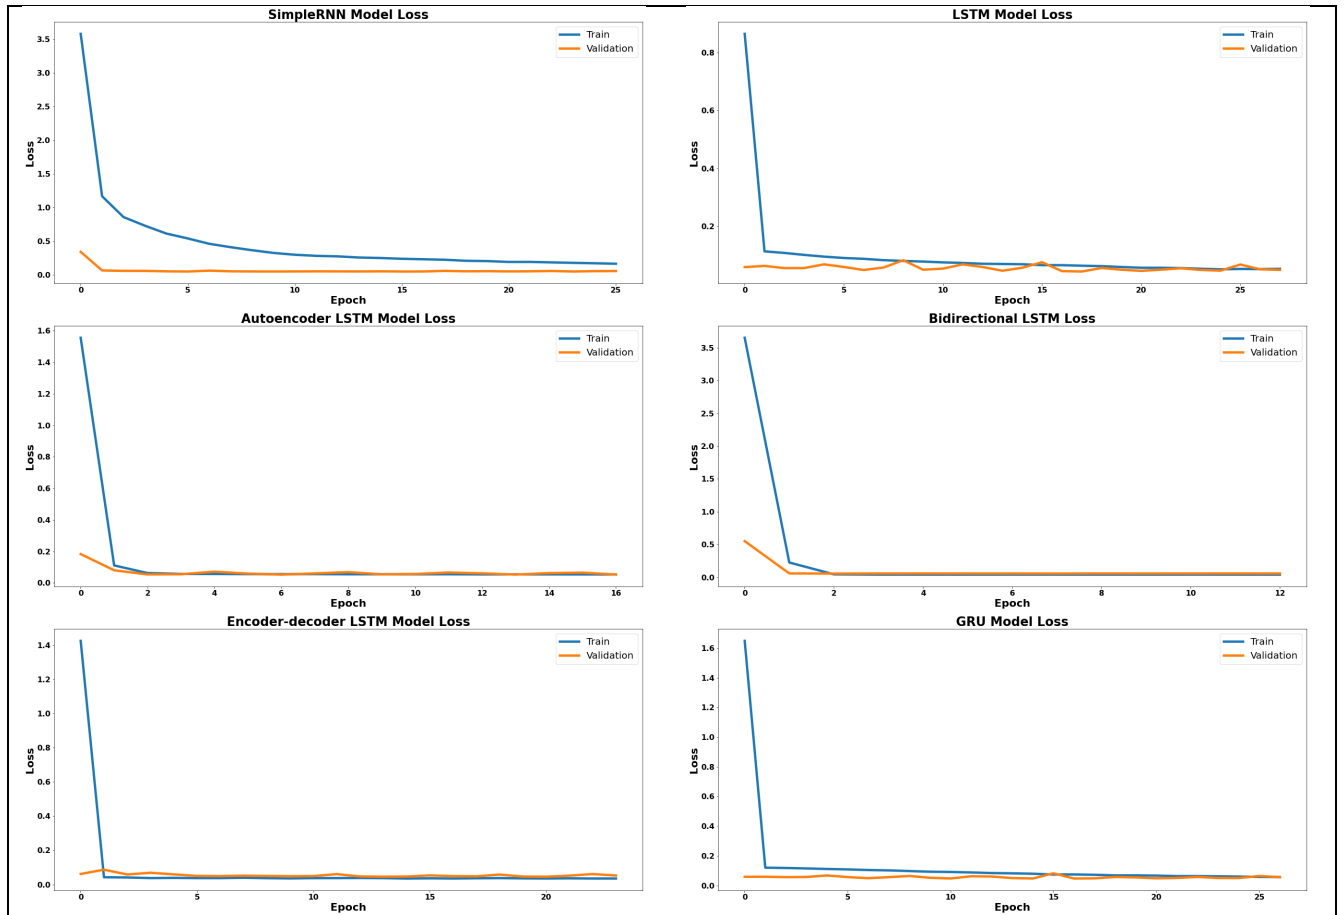 SimpleRNN Model Loss
3.5
3.0
2.5
2.0
1.5
1.0
0.5
0.0
Loss
0 5 10 15 20 25
Epoch
Train
Validation
LSTM Model Loss
0.8
0.6
0.4
0.2
Loss
5 10 15 20 25
0
Epoch
Train
Validation
Autoencoder LSTM Model Loss
1.6
1.4
1.2
1.0
0.8
0.6
0.4
0.2
0.0
Loss
0 2 4 6 8 10 12 14 16
Epoch
Train
Validation
Bidirectional LSTM Loss
3.5
3.0
2.5
2.0
1.5
1.0
0.5
0.0
Loss
0 2 4 6 8 10 12
Epoch
Train
Validation
Encoder-decoder LSTM Model Loss
1.4
1.2
1.0
0.8
0.6
0.4
0.2
0.0
Loss
0 5 10 15 20
Epoch
Train
Validation
GRU Model Loss
1.6
1.4
1.2
1.0
0.8
0.6
0.4
0.2
0.0
Loss
0 5 10 15 20 25
Epoch
Train
Validation